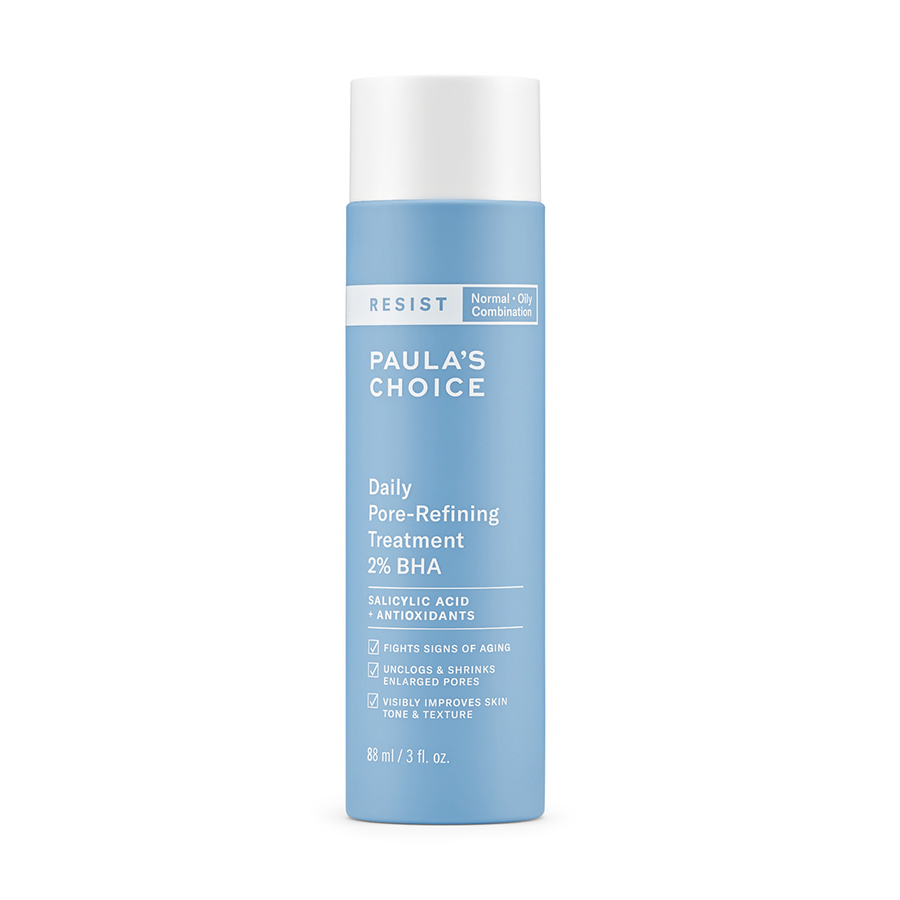 RESIST
Normal • Oily
Combination
PAULA'S
CHOICE
Daily
Pore-Refining
Treatment
2% BHA
SALICYLIC ACID
+ ANTIOXIDANTS
FIGHTS SIGNS OF AGING
UNCLOGS & SHRINKS
ENLARGED PORES
VISIBLY IMPROVES SKIN
TONE & TEXTURE
88 ml / 3 fl. oz.